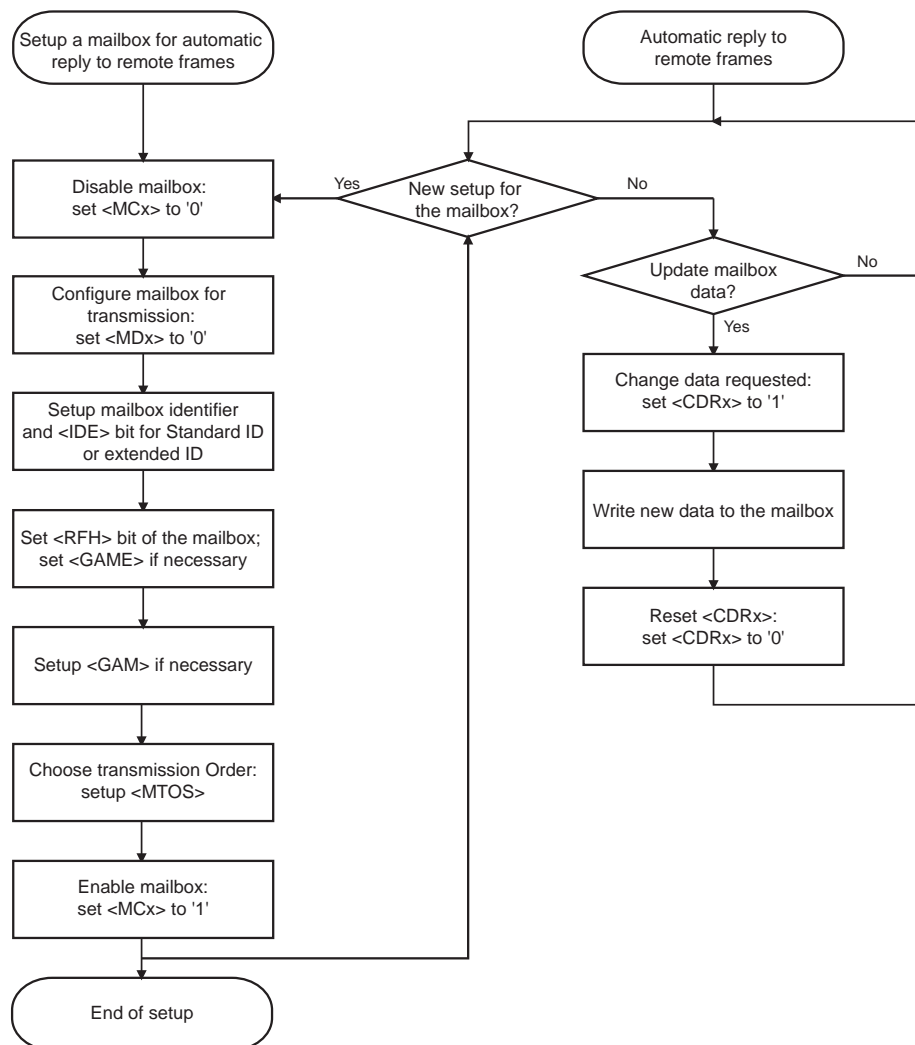 Setup a mailbox for automatic
reply to remote frames
Disable mailbox:
set <MCx> to '0'
Configure mailbox for
transmission:
set <MDx> to '0'
Setup mailbox identifier
and <IDE> bit for Standard ID
or extended ID
Set <RFH> bit of the mailbox;
set <GAME> if necessary
Setup <GAM> if necessary
Choose transmission Order:
setup <MTOS>
Enable mailbox:
set <MCx> to '1'
End of setup
Automatic reply to
remote frames
Yes
New setup for
the mailbox?
No
Update mailbox
data?
No
Yes
Change data requested:
set <CDRx> to '1'
Write new data to the mailbox
Reset <CDRx>:
set <CDRx> to '0'